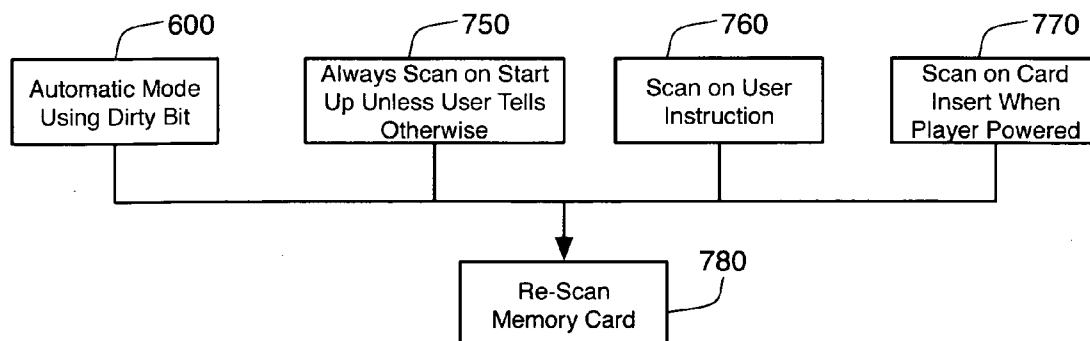 600
750
760
770
Automatic Mode
Using Dirty Bit
Always Scan on Start
Up Unless User Tells
Otherwise
Scan on User
Instruction
Scan on Card
Insert When
Player Powered
780
Re-Scan
Memory Card